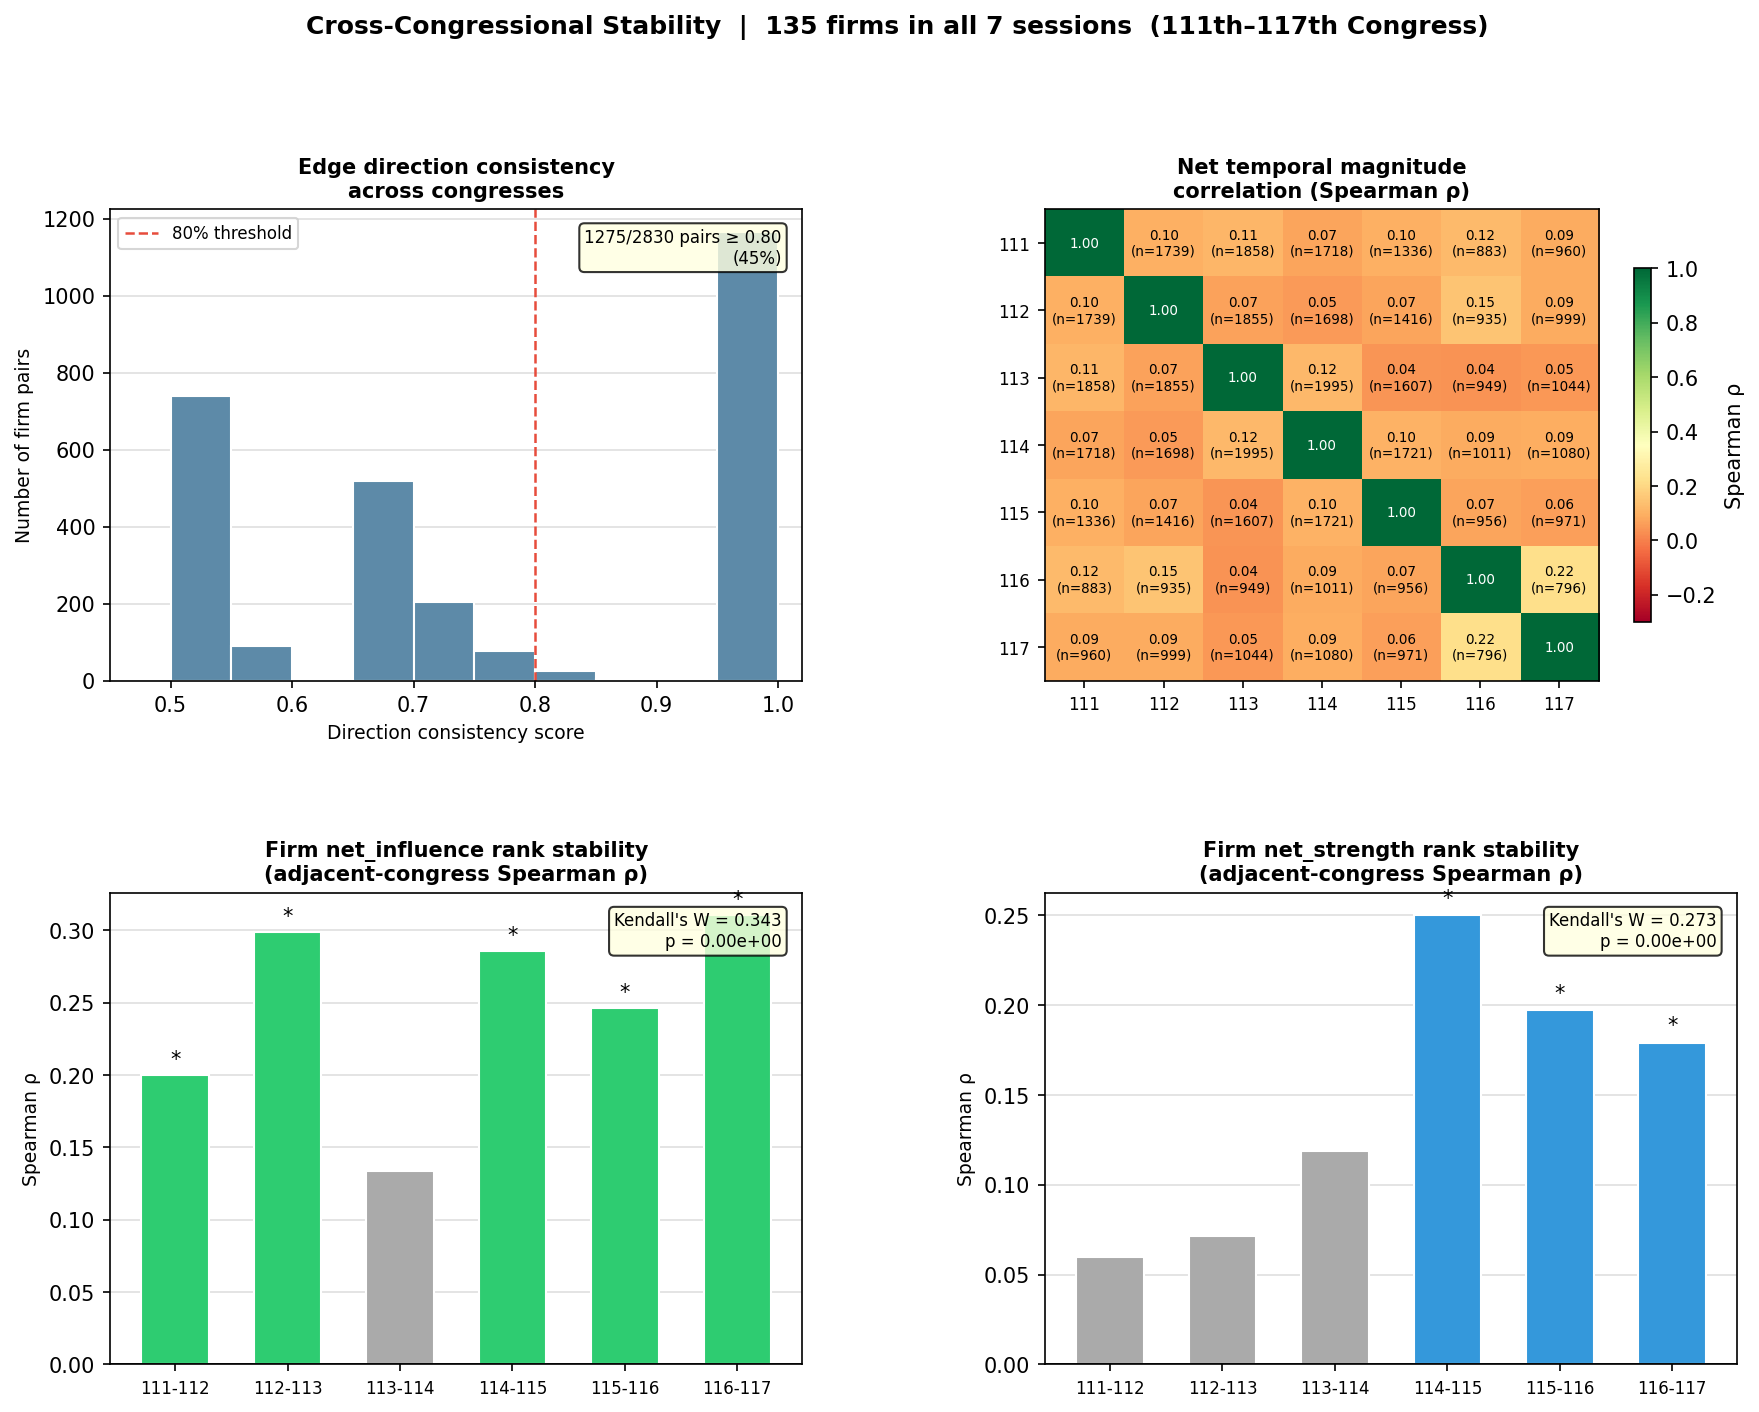 Cross-Congressional Stability | 135 firms in all 7 sessions (111th–117th Congress)
Edge direction consistency
across congresses
80% threshold
1275/2830 pairs ≥ 0.80
(45%)
Number of firm pairs
1200
1000
800
600
400
200
0
0.5 0.6 0.7 0.8 0.9 1.0
Direction consistency score
Net temporal magnitude
correlation (Spearman ρ)
111 1.00 0.10 0.11 0.07 0.10 0.12 0.09
(n=1739) (n=1858) (n=1718) (n=1336) (n=883) (n=960)
112 0.10 1.00 0.07 0.05 0.07 0.15 0.09
(n=1739) (n=1855) (n=1698) (n=1416) (n=935) (n=999)
113 0.11 0.07 1.00 0.12 0.04 0.04 0.05
(n=1858) (n=1855) (n=1995) (n=1607) (n=949) (n=1044)
114 0.07 0.05 0.12 1.00 0.10 0.09 0.09
(n=1718) (n=1698) (n=1995) (n=1721) (n=1011) (n=1080)
115 0.10 0.07 0.04 0.10 1.00 0.07 0.06
(n=1336) (n=1416) (n=1607) (n=1721) (n=956) (n=971)
116 0.12 0.15 0.04 0.09 0.07 1.00 0.22
(n=883) (n=935) (n=949) (n=1011) (n=956) (n=796)
117 0.09 0.09 0.05 0.09 0.06 0.22 1.00
(n=960) (n=999) (n=1044) (n=1080) (n=971) (n=796)
111 112 113 114 115 116 117
1.0
0.8
0.6
0.4
0.2
0.0
−0.2
Spearman ρ
Firm net_influence rank stability
(adjacent-congress Spearman ρ)
Kendall's W = 0.343
p = 0.00e+00
* * * * *
Spearman ρ
0.30
0.25
0.20
0.15
0.10
0.05
0.00
111-112 112-113 113-114 114-115 115-116 116-117
Firm net_strength rank stability
(adjacent-congress Spearman ρ)
Kendall's W = 0.273
p = 0.00e+00
* * *
Spearman ρ
0.25
0.20
0.15
0.10
0.05
0.00
111-112 112-113 113-114 114-115 115-116 116-117